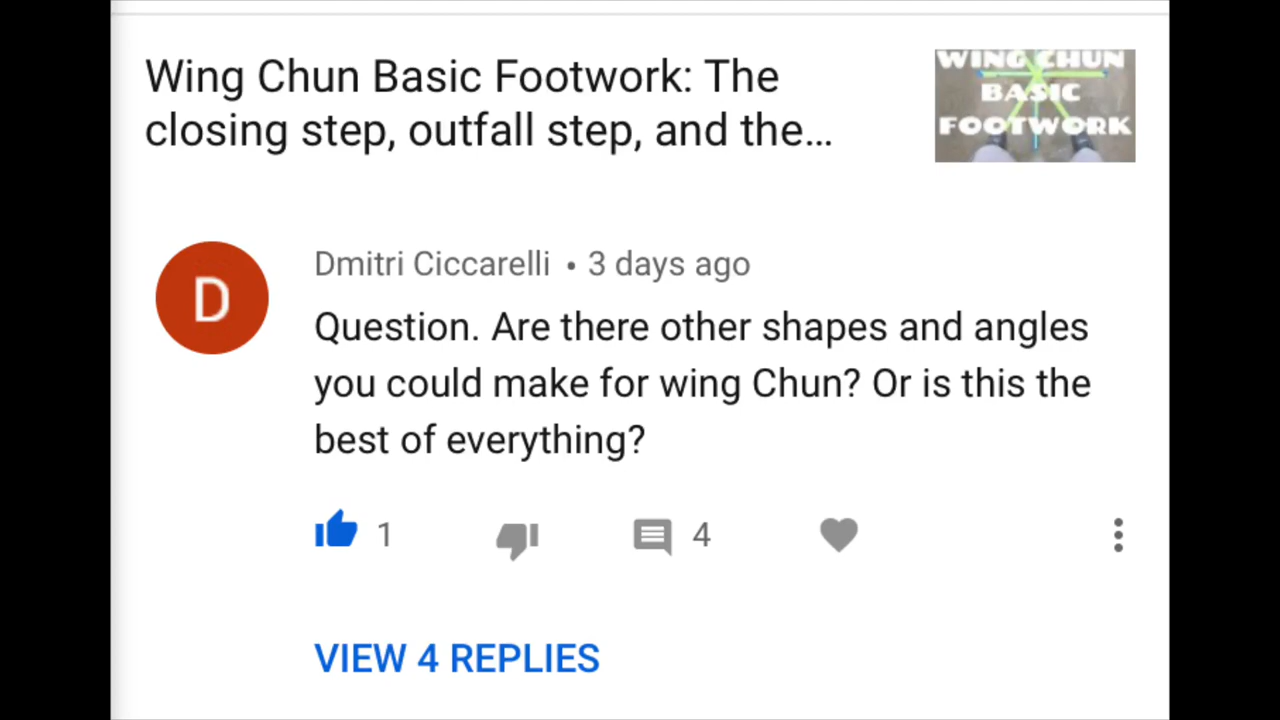 Wing Chun Basic Footwork: The
closing step, outfall step, and the...
WING CHUN
BASIC
FOOTWORK
D
Dmitri Ciccarelli • 3 days ago
Question. Are there other shapes and angles
you could make for wing Chun? Or is this the
best of everything?
1
4
VIEW 4 REPLIES